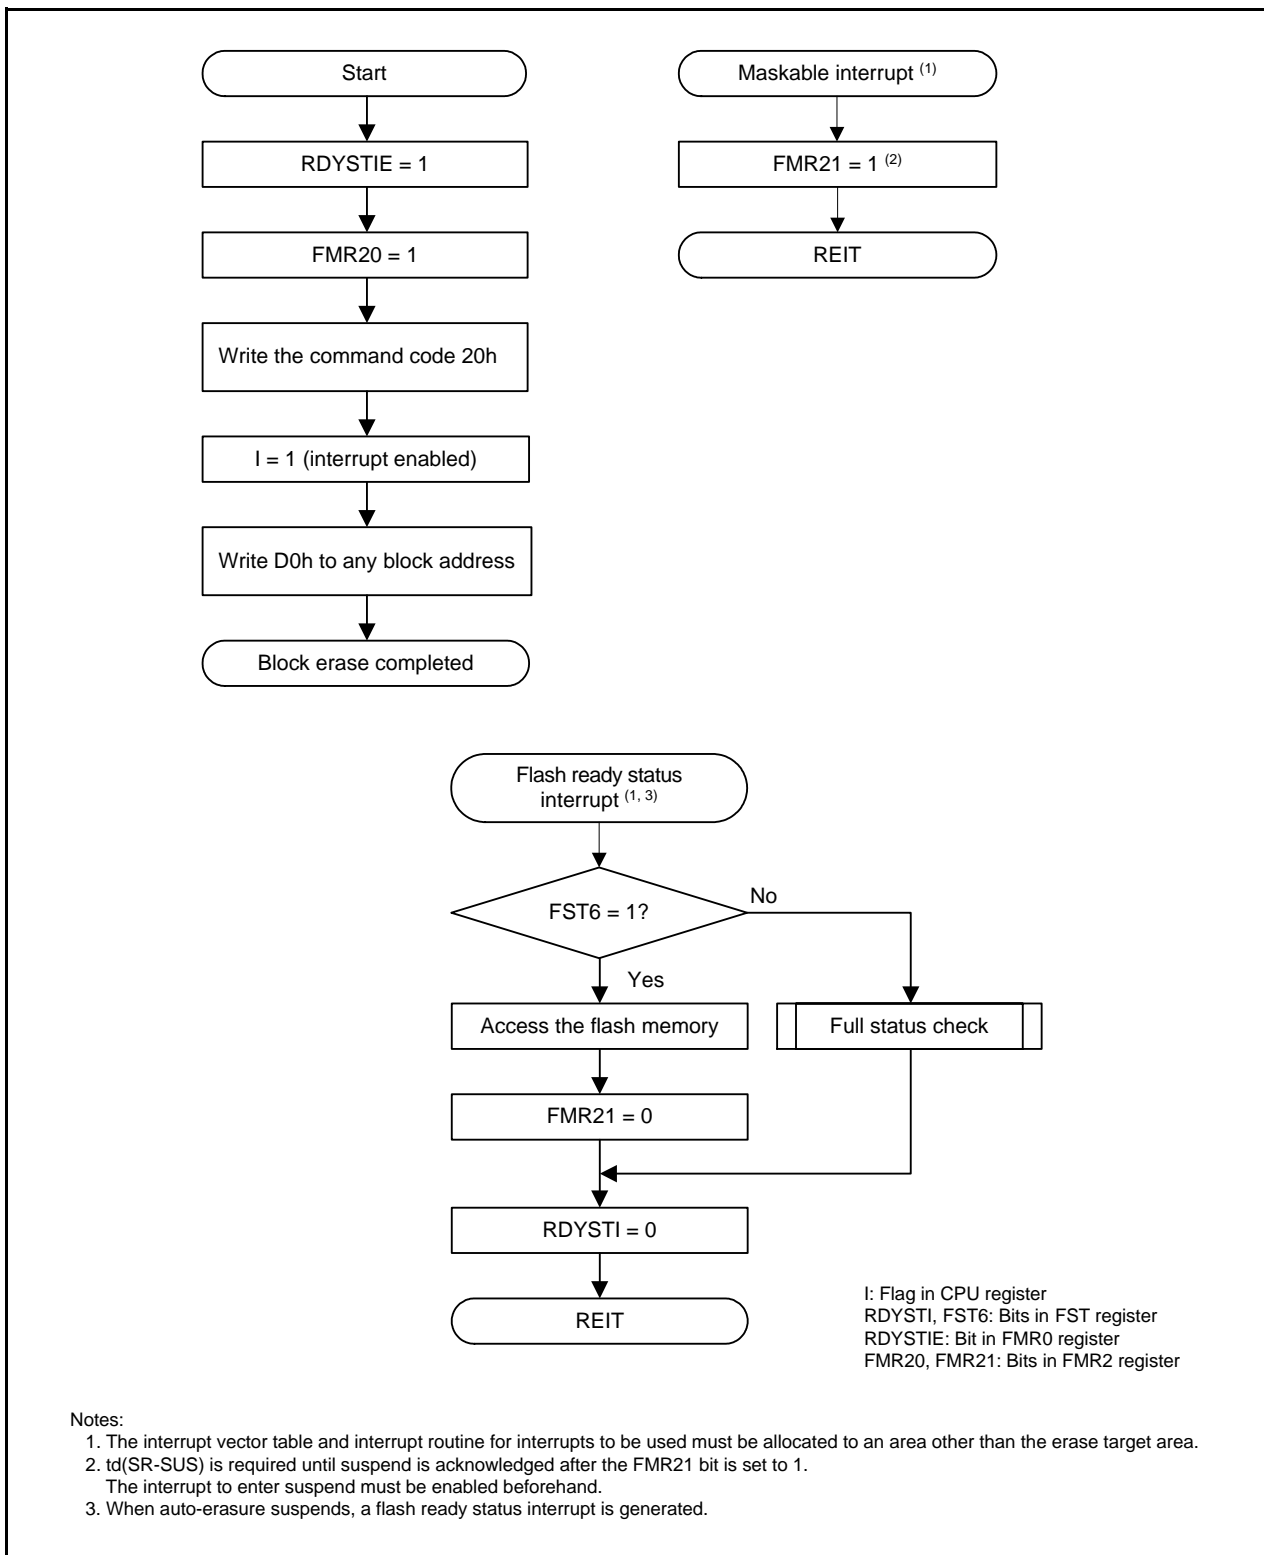 Start
RDYSTIE = 1
FMR20 = 1
Write the command code 20h
I = 1 (interrupt enabled)
Write D0h to any block address
Block erase completed
Maskable interrupt (1)
FMR21 = 1 (2)
REIT
Flash ready status
interrupt (1, 3)
FST6 = 1?
No
Yes
Access the flash memory
Full status check
FMR21 = 0
RDYSTI = 0
REIT
I: Flag in CPU register
RDYSTI, FST6: Bits in FST register
RDYSTIE: Bit in FMR0 register
FMR20, FMR21: Bits in FMR2 register
Notes:
1. The interrupt vector table and interrupt routine for interrupts to be used must be allocated to an area other than the erase target area.
2. td(SR-SUS) is required until suspend is acknowledged after the FMR21 bit is set to 1.
The interrupt to enter suspend must be enabled beforehand.
3. When auto-erasure suspends, a flash ready status interrupt is generated.